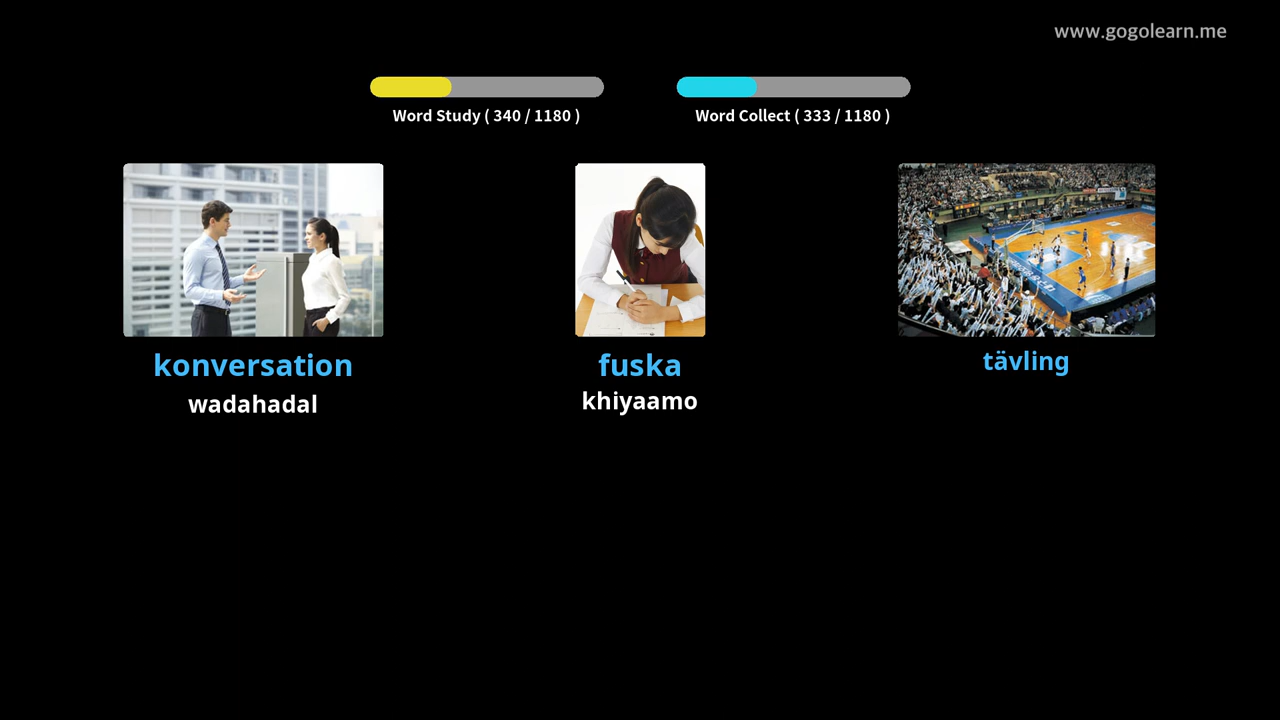 www.gogolearn.me
Word Study ( 340 / 1180 )
Word Collect ( 333 / 1180 )
konversation
wadahadal
fuska
khiyaamo
tävling